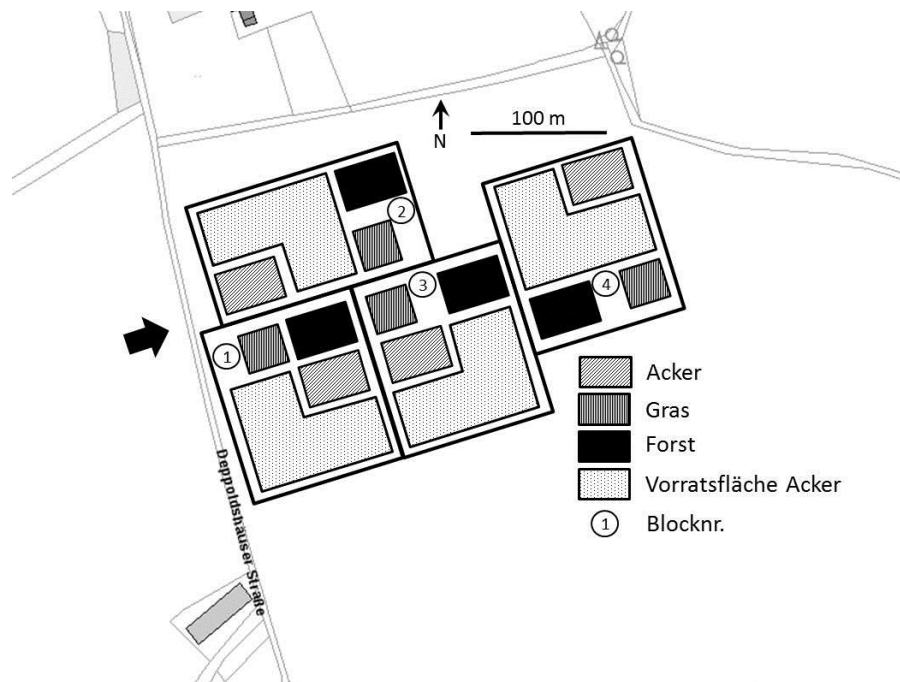 100 m
N
2
3
4
1
Acker
Gras
Forst
Vorratsfläche Acker
1 Blocknr.
Deppoldshäuser Straße